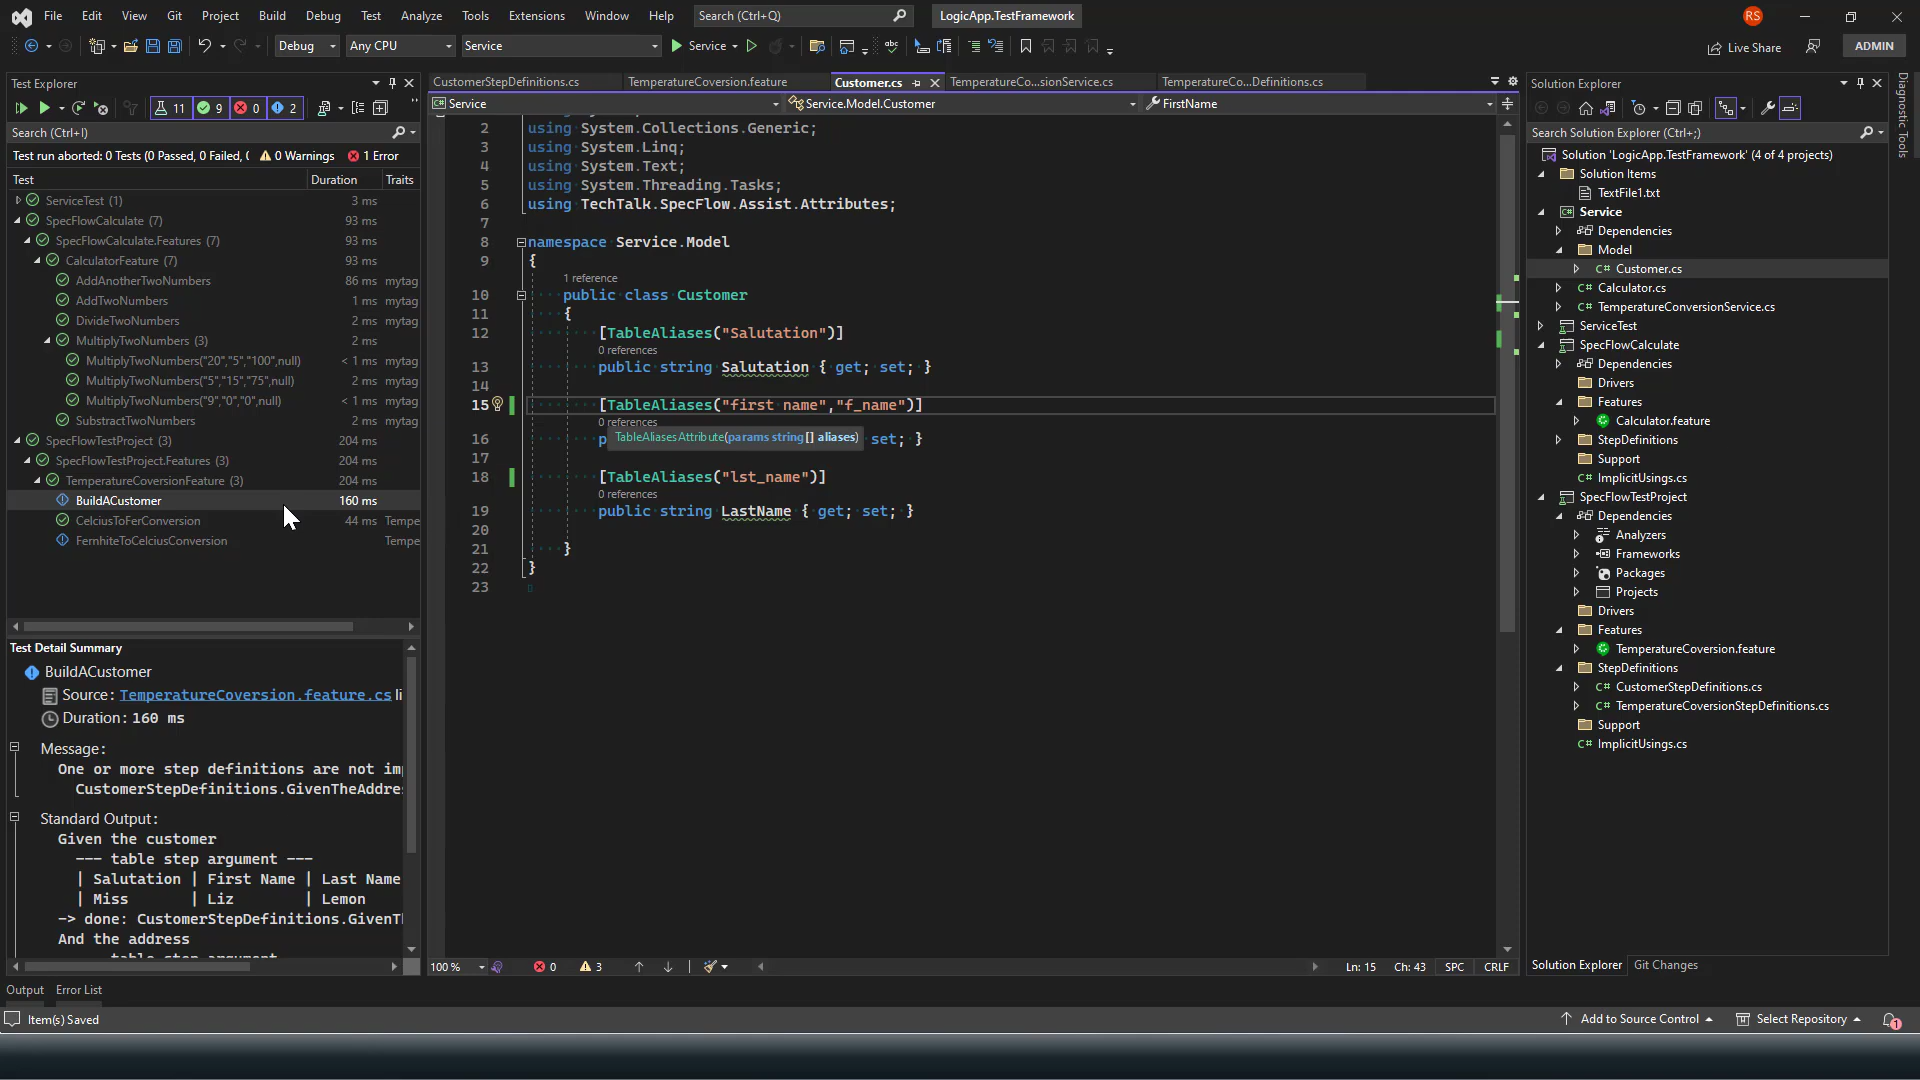 File Edit View Git Project Build Debug Test Analyze Tools Extensions Window Help Search (Ctrl+Q) LogicApp.TestFramework RS
Debug Any CPU Service Service Live Share ADMIN
Test Explorer
11 9 0 2
Search (Ctrl+I)
Test run aborted: 0 Tests (0 Passed, 0 Failed, ( 0 Warnings 1 Error
Test Duration Traits
ServiceTest (1) 3 ms
SpecFlowCalculate (7) 93 ms
SpecFlowCalculate.Features (7) 93 ms
CalculatorFeature (7) 93 ms
AddAnotherTwoNumbers 86 ms mytag
AddTwoNumbers 1 ms mytag
DivideTwoNumbers 2 ms mytag
MultiplyTwoNumbers (3) 2 ms mytag
MultiplyTwoNumbers("20","5","100",null) < 1 ms mytag
MultiplyTwoNumbers("5","15","75",null) 2 ms mytag
MultiplyTwoNumbers("9","0","0",null) < 1 ms mytag
SubstractTwoNumbers 2 ms mytag
SpecFlowTestProject (3) 204 ms
SpecFlowTestProject.Features (3) 204 ms
TemperatureCoversionFeature (3) 204 ms
BuildACustomer 160 ms
CelciusToFerConversion 44 ms Tempe
FernhiteToCelciusConversion Tempe
Test Detail Summary
BuildACustomer
Source: TemperatureCoversion.feature.cs li
Duration: 160 ms
Message:
One or more step definitions are not imp
CustomerStepDefinitions.GivenTheAddre
Standard Output:
Given the customer
--- table step argument ---
| Salutation | First Name | Last Name
| Miss | Liz | Lemon
-> done: CustomerStepDefinitions.GivenTh
And the address
--- table step argument ---
CustomerStepDefinitions.cs TemperatureCoversion.feature Customer.cs TemperatureCo...sionService.cs TemperatureCo...Definitions.cs
Service Service.Model.Customer FirstName
2 using System.Collections.Generic;
3 using System.Linq;
4 using System.Text;
5 using System.Threading.Tasks;
6 using TechTalk.SpecFlow.Assist.Attributes;
7
8 namespace Service.Model
9 {
1 reference
10 public class Customer
11 {
12 [TableAliases("Salutation")]
0 references
13 public string Salutation { get; set; }
14
15 [TableAliases("first name","f_name")]
0 references
16 p set; }
TableAliasesAttribute(params string[] aliases)
17
18 [TableAliases("lst_name")]
0 references
19 public string LastName { get; set; }
20
21 }
22 }
23
100 % 0 3 Ln: 15 Ch: 43 SPC CRLF
Solution Explorer
Search Solution Explorer (Ctrl+;)
Solution 'LogicApp.TestFramework' (4 of 4 projects)
Solution Items
TextFile1.txt
Service
Dependencies
Model
C# Customer.cs
C# Calculator.cs
C# TemperatureConversionService.cs
ServiceTest
SpecFlowCalculate
Dependencies
Drivers
Features
Calculator.feature
StepDefinitions
Support
C# ImplicitUsings.cs
SpecFlowTestProject
Dependencies
Analyzers
Frameworks
Packages
Projects
Drivers
Features
TemperatureCoversion.feature
StepDefinitions
C# CustomerStepDefinitions.cs
C# TemperatureCoversionStepDefinitions.cs
Support
C# ImplicitUsings.cs
Solution Explorer Git Changes
Diagnostic Tools
Output Error List
Item(s) Saved Add to Source Control Select Repository 1